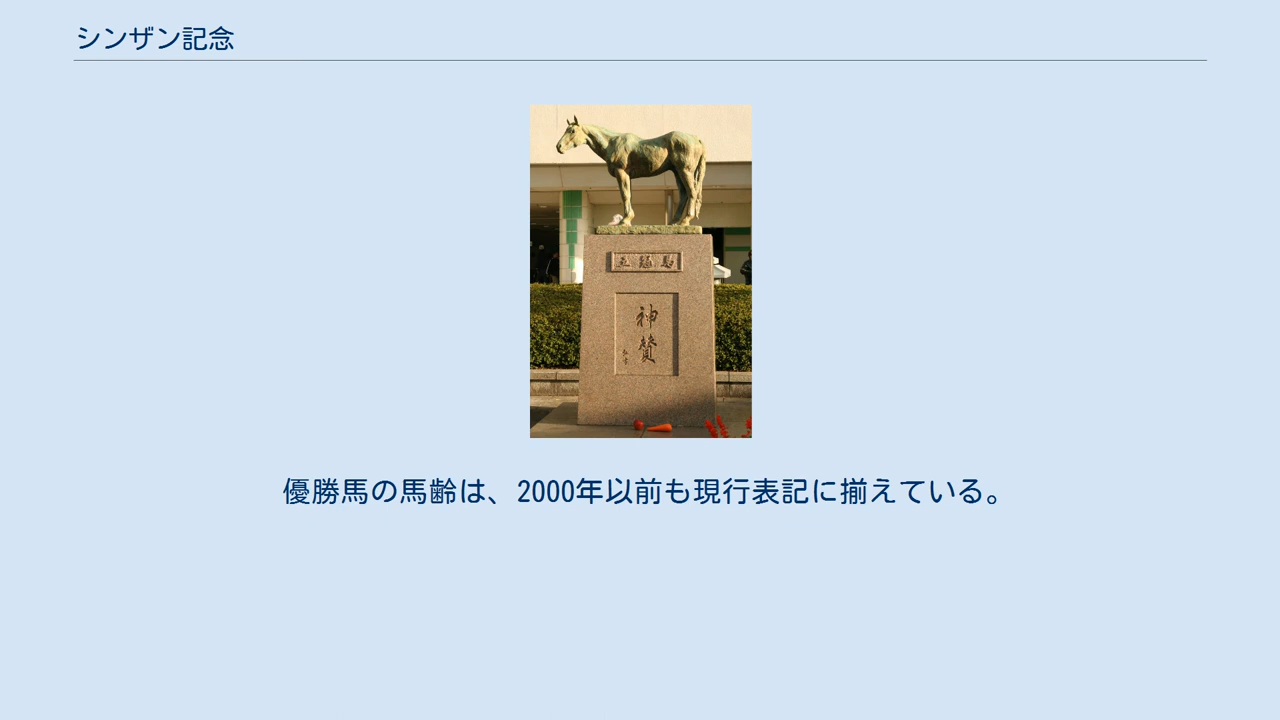 シンザン記念
五冠馬
神
賛
優勝馬の馬齢は、2000年以前も現行表記に揃えている。